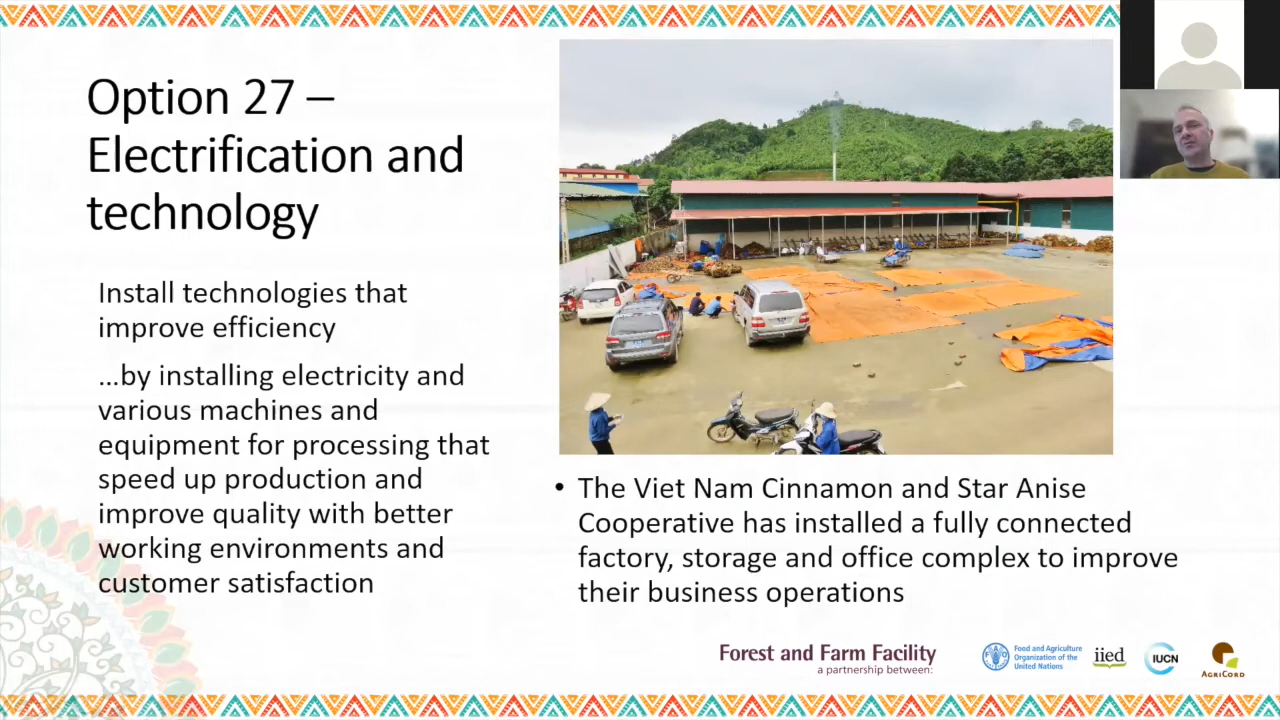 Option 27 –
Electrification and
technology
Install technologies that
improve efficiency
...by installing electricity and
various machines and
equipment for processing that
speed up production and
improve quality with better
working environments and
customer satisfaction
• The Viet Nam Cinnamon and Star Anise
Cooperative has installed a fully connected
factory, storage and office complex to improve
their business operations
Forest and Farm Facility
a partnership between:
Food and Agriculture
Organization of the
United Nations
iied
IUCN
AGRICORD